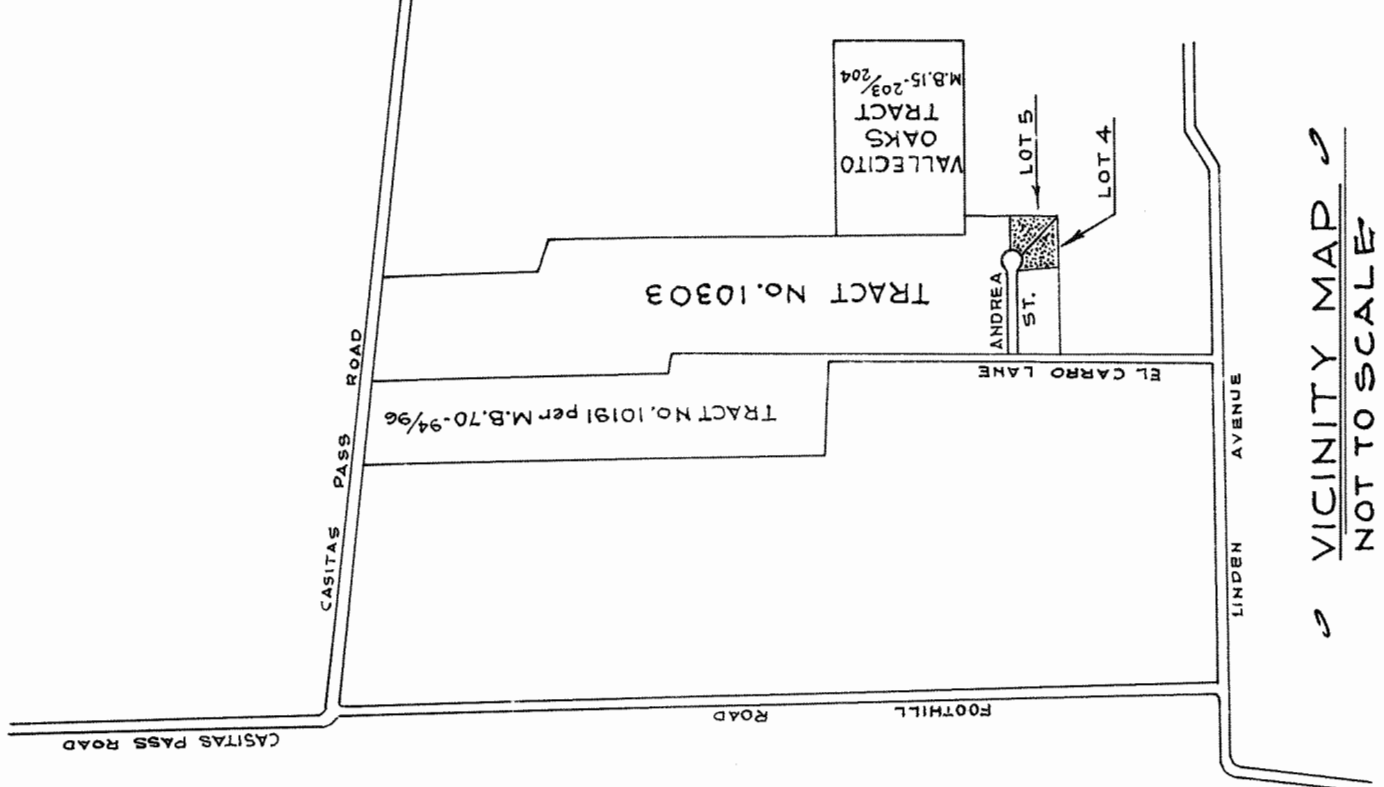 VALLECITO
OAKS
TRACT
M.B.15-203/204
LOT 5
LOT 4
TRACT No. 10303
ANDREA
ST.
EL CARRO LANE
TRACT No. 10191 per M.B.70-94/96
CASITAS PASS ROAD
LINDEN AVENUE
FOOTHILL ROAD
CASITAS PASS ROAD
VICINITY MAP
NOT TO SCALE